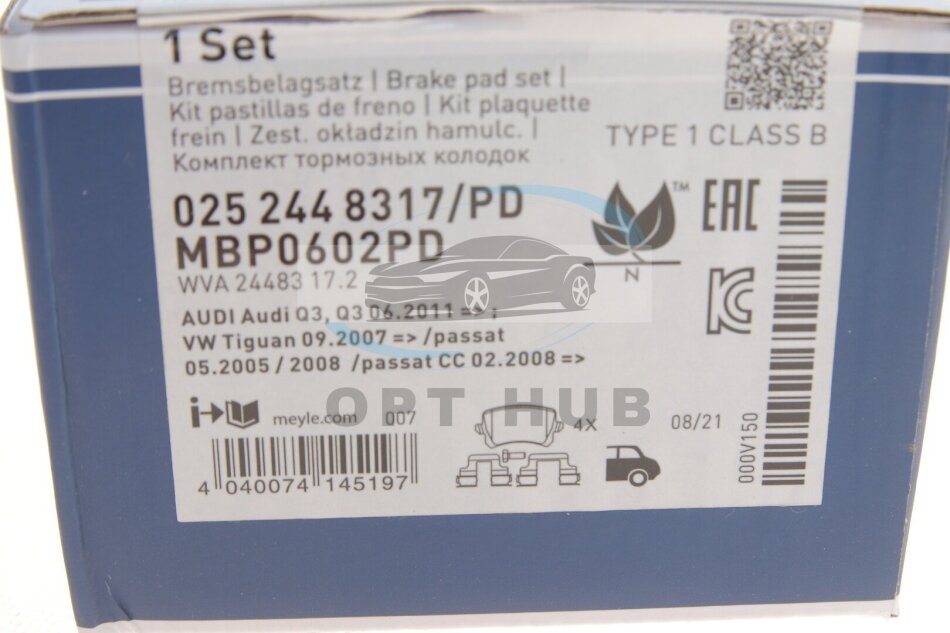 1 Set
Bremsbelagsatz | Brake pad set |
Kit pastillas de freno | Kit plaquette
frein | Zest. okładzin hamulc. |
Комплект тормозных колодок
TYPE 1 CLASS B
025 244 8317/PD
MBP0602PD
WVA 24483 17.2
TM
EAC
N
AUDI Audi Q3, Q3 06.2011 => ;
VW Tiguan 09.2007 => /passat
05.2005 / 2008 /passat CC 02.2008 =>
OPT HUB
meyle.com 007
4X
08/21
000V150
4 040074 145197